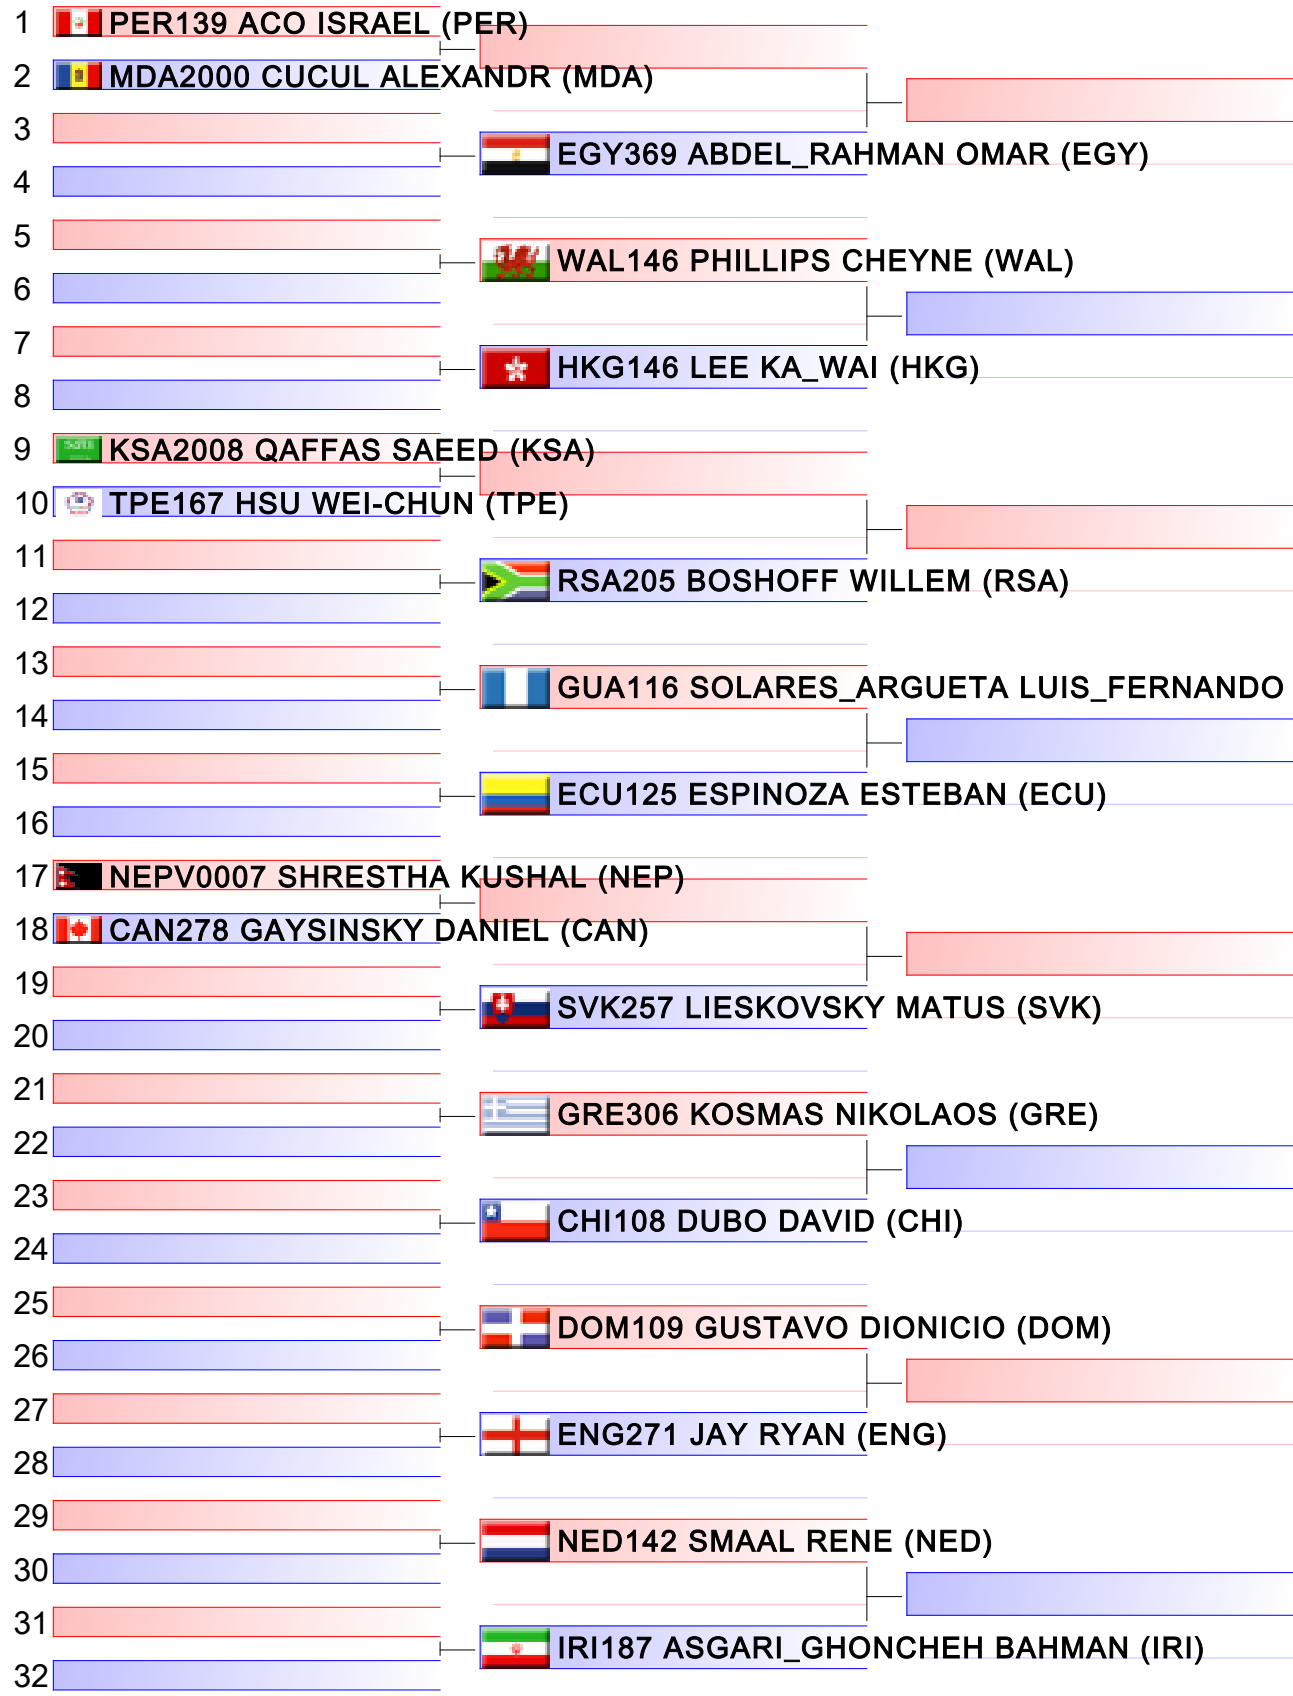 1 PER139 ACO ISRAEL (PER)
2 MDA2000 CUCUL ALEXANDR (MDA)
3
EGY369 ABDEL_RAHMAN OMAR (EGY)
4
5
WAL146 PHILLIPS CHEYNE (WAL)
6
7
HKG146 LEE KA_WAI (HKG)
8
9 KSA2008 QAFFAS SAEED (KSA)
10 TPE167 HSU WEI-CHUN (TPE)
11
RSA205 BOSHOFF WILLEM (RSA)
12
13
GUA116 SOLARES_ARGUETA LUIS_FERNANDO
14
15
ECU125 ESPINOZA ESTEBAN (ECU)
16
17 NEPV0007 SHRESTHA KUSHAL (NEP)
18 CAN278 GAYSINSKY DANIEL (CAN)
19
SVK257 LIESKOVSKY MATUS (SVK)
20
21
GRE306 KOSMAS NIKOLAOS (GRE)
22
23
CHI108 DUBO DAVID (CHI)
24
25
DOM109 GUSTAVO DIONICIO (DOM)
26
27
ENG271 JAY RYAN (ENG)
28
29
NED142 SMAAL RENE (NED)
30
31
IRI187 ASGARI_GHONCHEH BAHMAN (IRI)
32